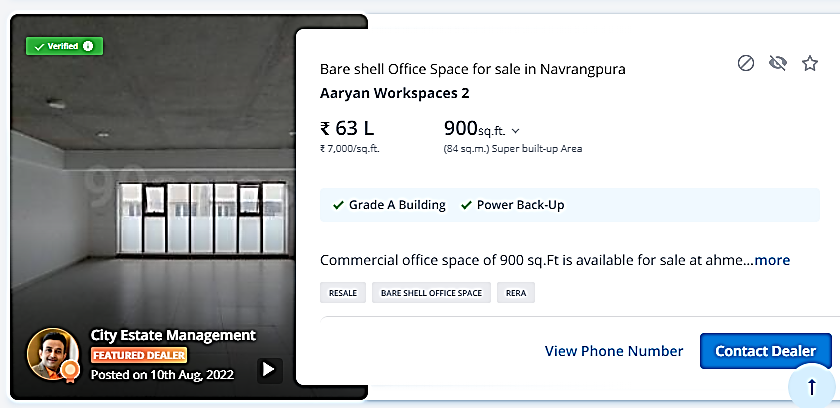 Verified
Bare shell Office Space for sale in Navrangpura
Aaryan Workspaces 2
₹ 63 L
900sq.ft.
₹ 7,000/sq.ft.
(84 sq.m.) Super built-up Area
Grade A Building
Power Back-Up
Commercial office space of 900 sq.Ft is available for sale at ahme...more
RESALE
BARE SHELL OFFICE SPACE
RERA
City Estate Management
FEATURED DEALER
Posted on 10th Aug, 2022
View Phone Number
Contact Dealer